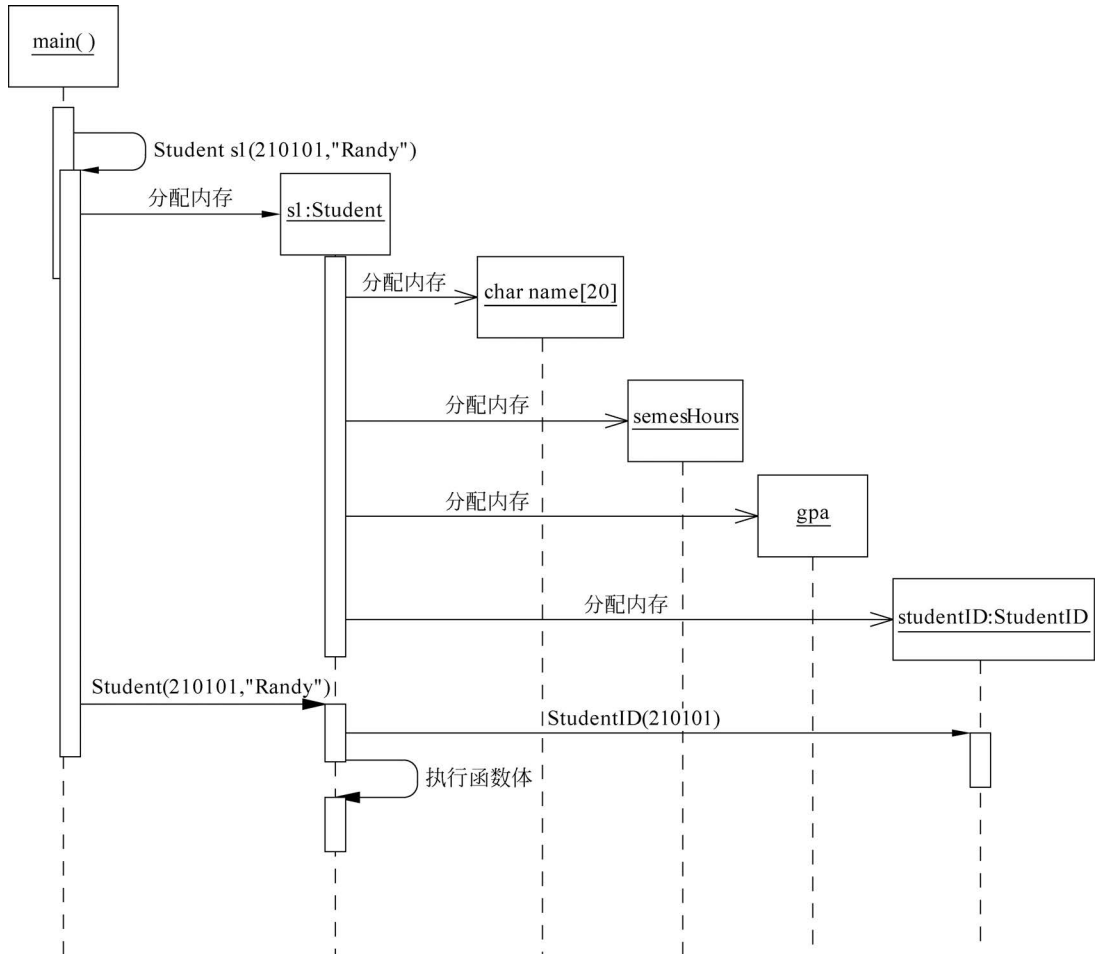 main( )
Student s1(210101,"Randy")
分配内存
s1:Student
分配内存
char name[20]
分配内存
semesHours
分配内存
gpa
分配内存
studentID:StudentID
Student(210101,"Randy")
StudentID(210101)
执行函数体